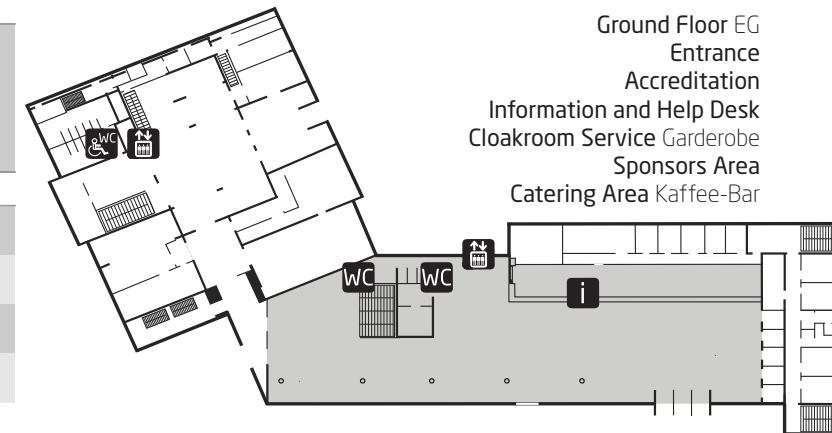 Ground Floor EG
Entrance
Accreditation
Information and Help Desk
Cloakroom Service Garderobe
Sponsors Area
Catering Area Kaffee-Bar
WC
WC
WC
i